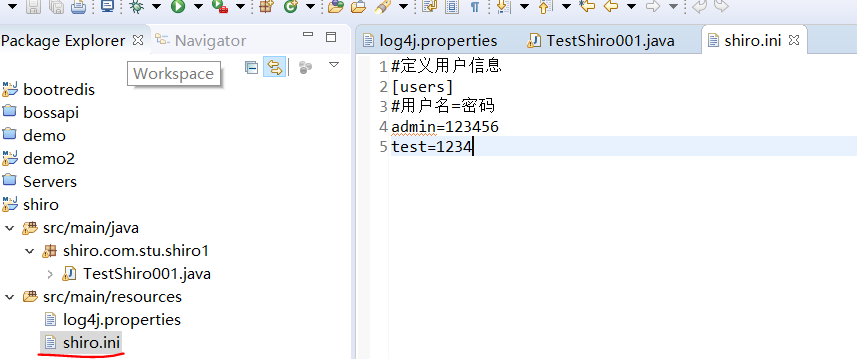 Package Explorer
Navigator
Workspace
bootredis
bossapi
demo
demo2
Servers
shiro
src/main/java
shiro.com.stu.shiro1
TestShiro001.java
src/main/resources
log4j.properties
shiro.ini
log4j.properties
TestShiro001.java
shiro.ini
1 #定义用户信息
2 [users]
3 #用户名=密码
4 admin=123456
5 test=1234